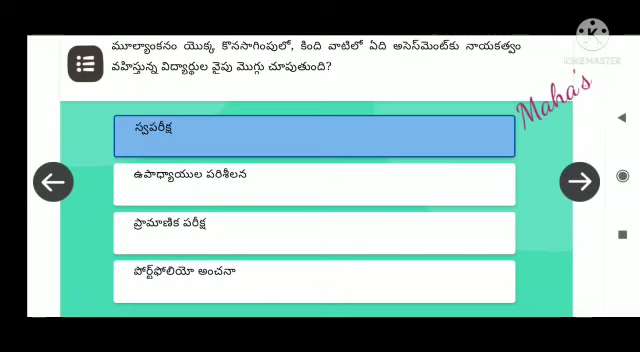 మూల్యాంకనం యొక్క కొనసాగింపులో, కింది వాటిలో ఏది అసెస్‌మెంట్‌కు నాయకత్వం
వహిస్తున్న విద్యార్థుల వైపు మొగ్గు చూపుతుంది?
KINEMASTER
Maha's
స్వపరీక్ష
ఉపాధ్యాయుల పరిశీలన
ప్రామాణిక పరీక్ష
పోర్ట్‌ఫోలియో అంచనా